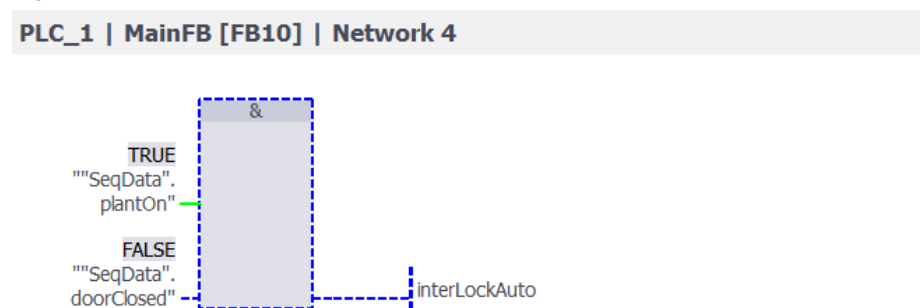 PLC_1 | MainFB [FB10] | Network 4
&
TRUE
""SeqData".
plantOn"
FALSE
""SeqData".
doorClosed"
interLockAuto